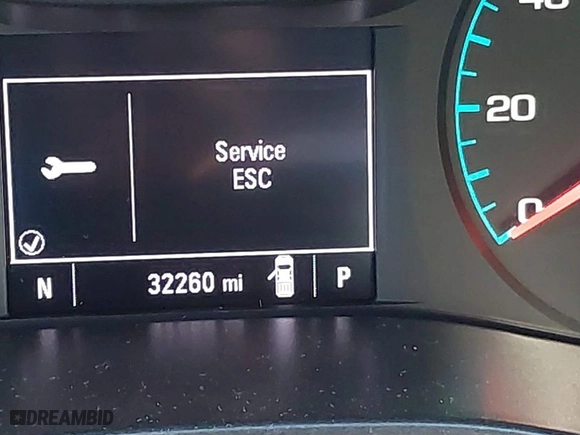 40
20
0
Service
ESC
N 32260 mi P
DREAMBID